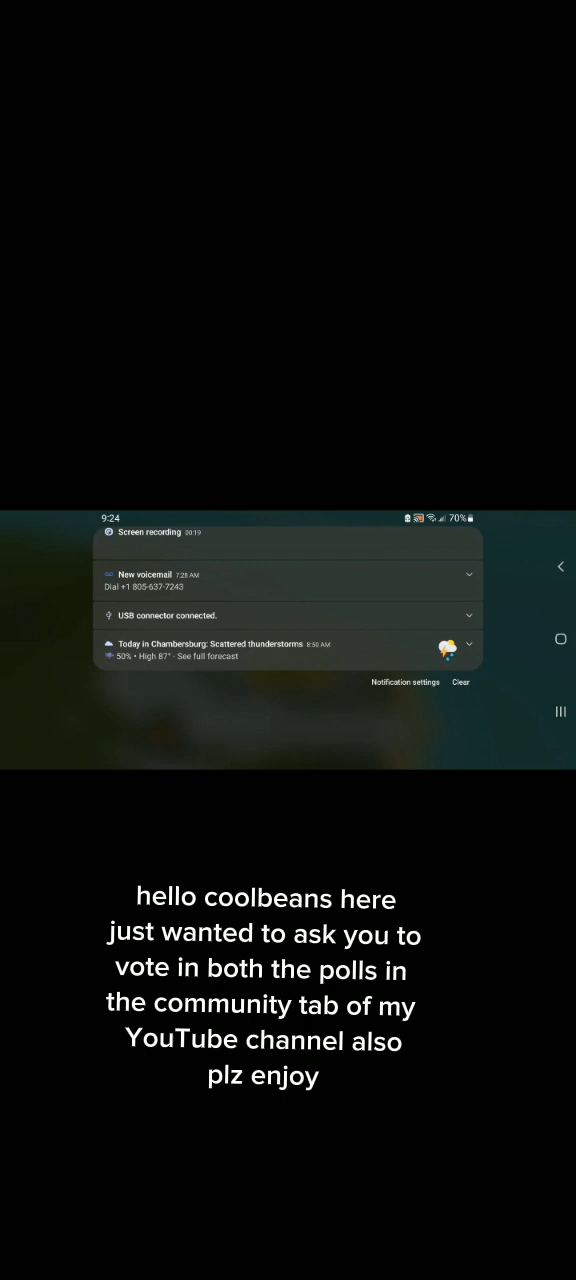 9:24 70%
Screen recording 00:19
New voicemail 7:28 AM
Dial +1 805-637-7243
USB connector connected.
Today in Chambersburg: Scattered thunderstorms 8:50 AM
50% • High 87° · See full forecast
Notification settings Clear
hello coolbeans here
just wanted to ask you to
vote in both the polls in
the community tab of my
YouTube channel also
plz enjoy